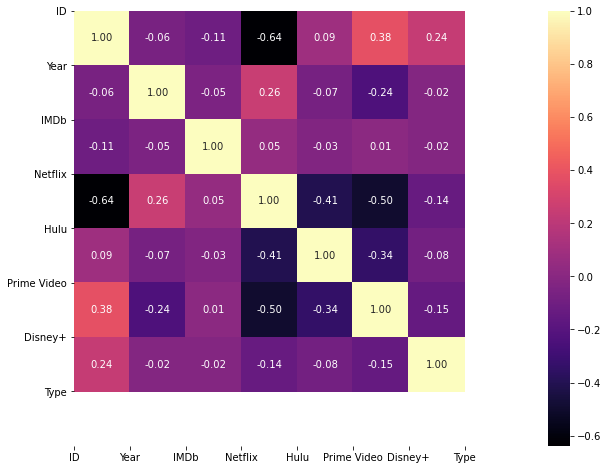 ID
1.00 -0.06 -0.11 -0.64 0.09 0.38 0.24
Year
-0.06 1.00 -0.05 0.26 -0.07 -0.24 -0.02
IMDb
-0.11 -0.05 1.00 0.05 -0.03 0.01 -0.02
Netflix
-0.64 0.26 0.05 1.00 -0.41 -0.50 -0.14
Hulu
0.09 -0.07 -0.03 -0.41 1.00 -0.34 -0.08
Prime Video
0.38 -0.24 0.01 -0.50 -0.34 1.00 -0.15
Disney+
0.24 -0.02 -0.02 -0.14 -0.08 -0.15 1.00
Type
ID Year IMDb Netflix Hulu Prime Video Disney+ Type
1.0
0.8
0.6
0.4
0.2
0.0
−0.2
−0.4
−0.6